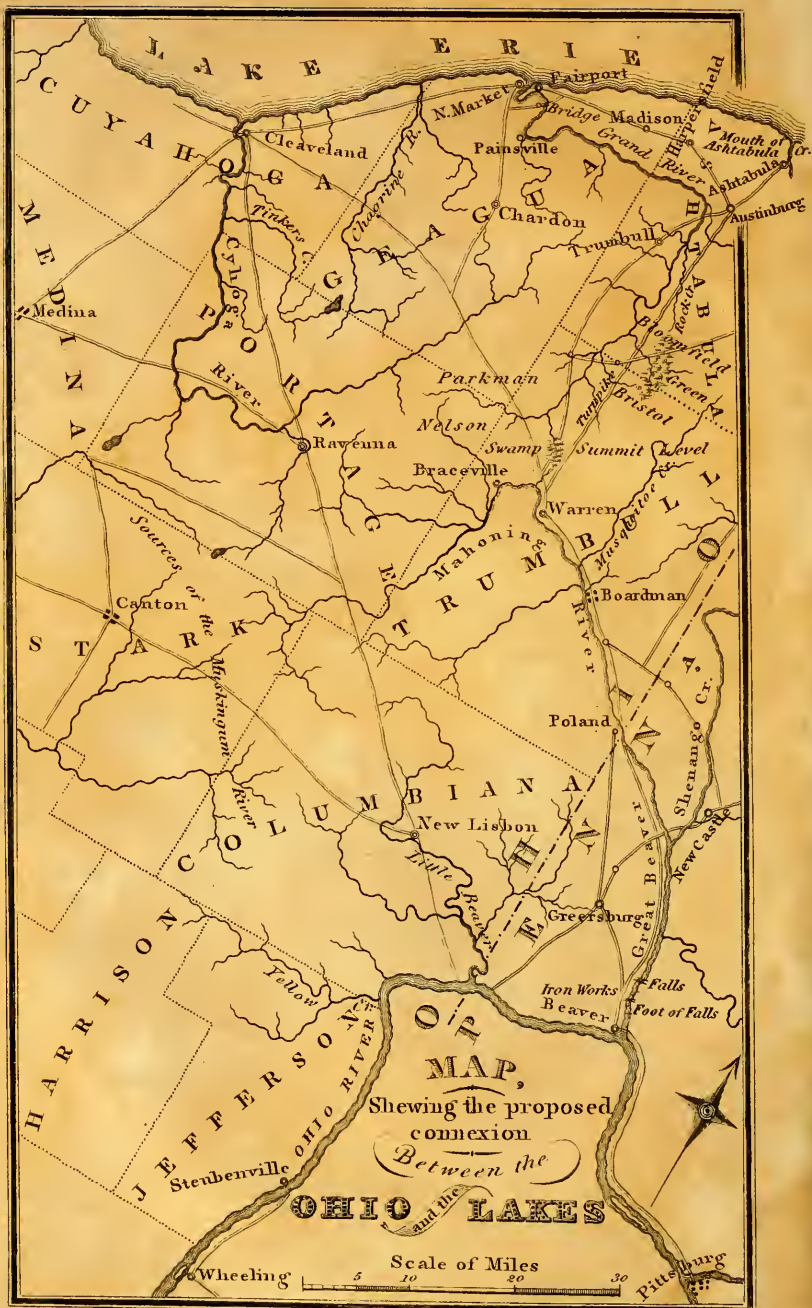 LAKE ERIE
CUYAHOGA
Fairport
N. Market
Bridge
Madison
Harpersfield
Mouth of
Ashtabula Cr.
Cleaveland
Painsville
Grand
River
Ashtabula
Austinburg
ASHTABULA
Tinkers C.
Chagrine R.
GEAUGA
Chardon
Trumbull
MEDINA
Medina
Cyhoga
River
PORTAGE
Rock Cr.
Bloomfield
Green
Turnpike
Bristol
Parkman
Nelson
Swamp
Summit Level
Ravenna
Braceville
Warren
Musquitoe Cr.
Mahoning
River
TRUMBULL
Boardman
Sources of the
Muskingum
River
Canton
STARK
Poland
Shenango Cr.
OHIO
PENNA.
COLUMBIANA
New Lisbon
Little
Beaver
New Castle
Greersburg
Great Beaver
HARRISON
Yellow
Cr.
Iron Works
Falls
Beaver
Foot of Falls
JEFFERSON
OHIO RIVER
Steubenville
MAP,
Shewing the proposed
connexion
Between the
OHIO and the LAKES
Scale of Miles
5 10 20 30
Wheeling
Pittsburg